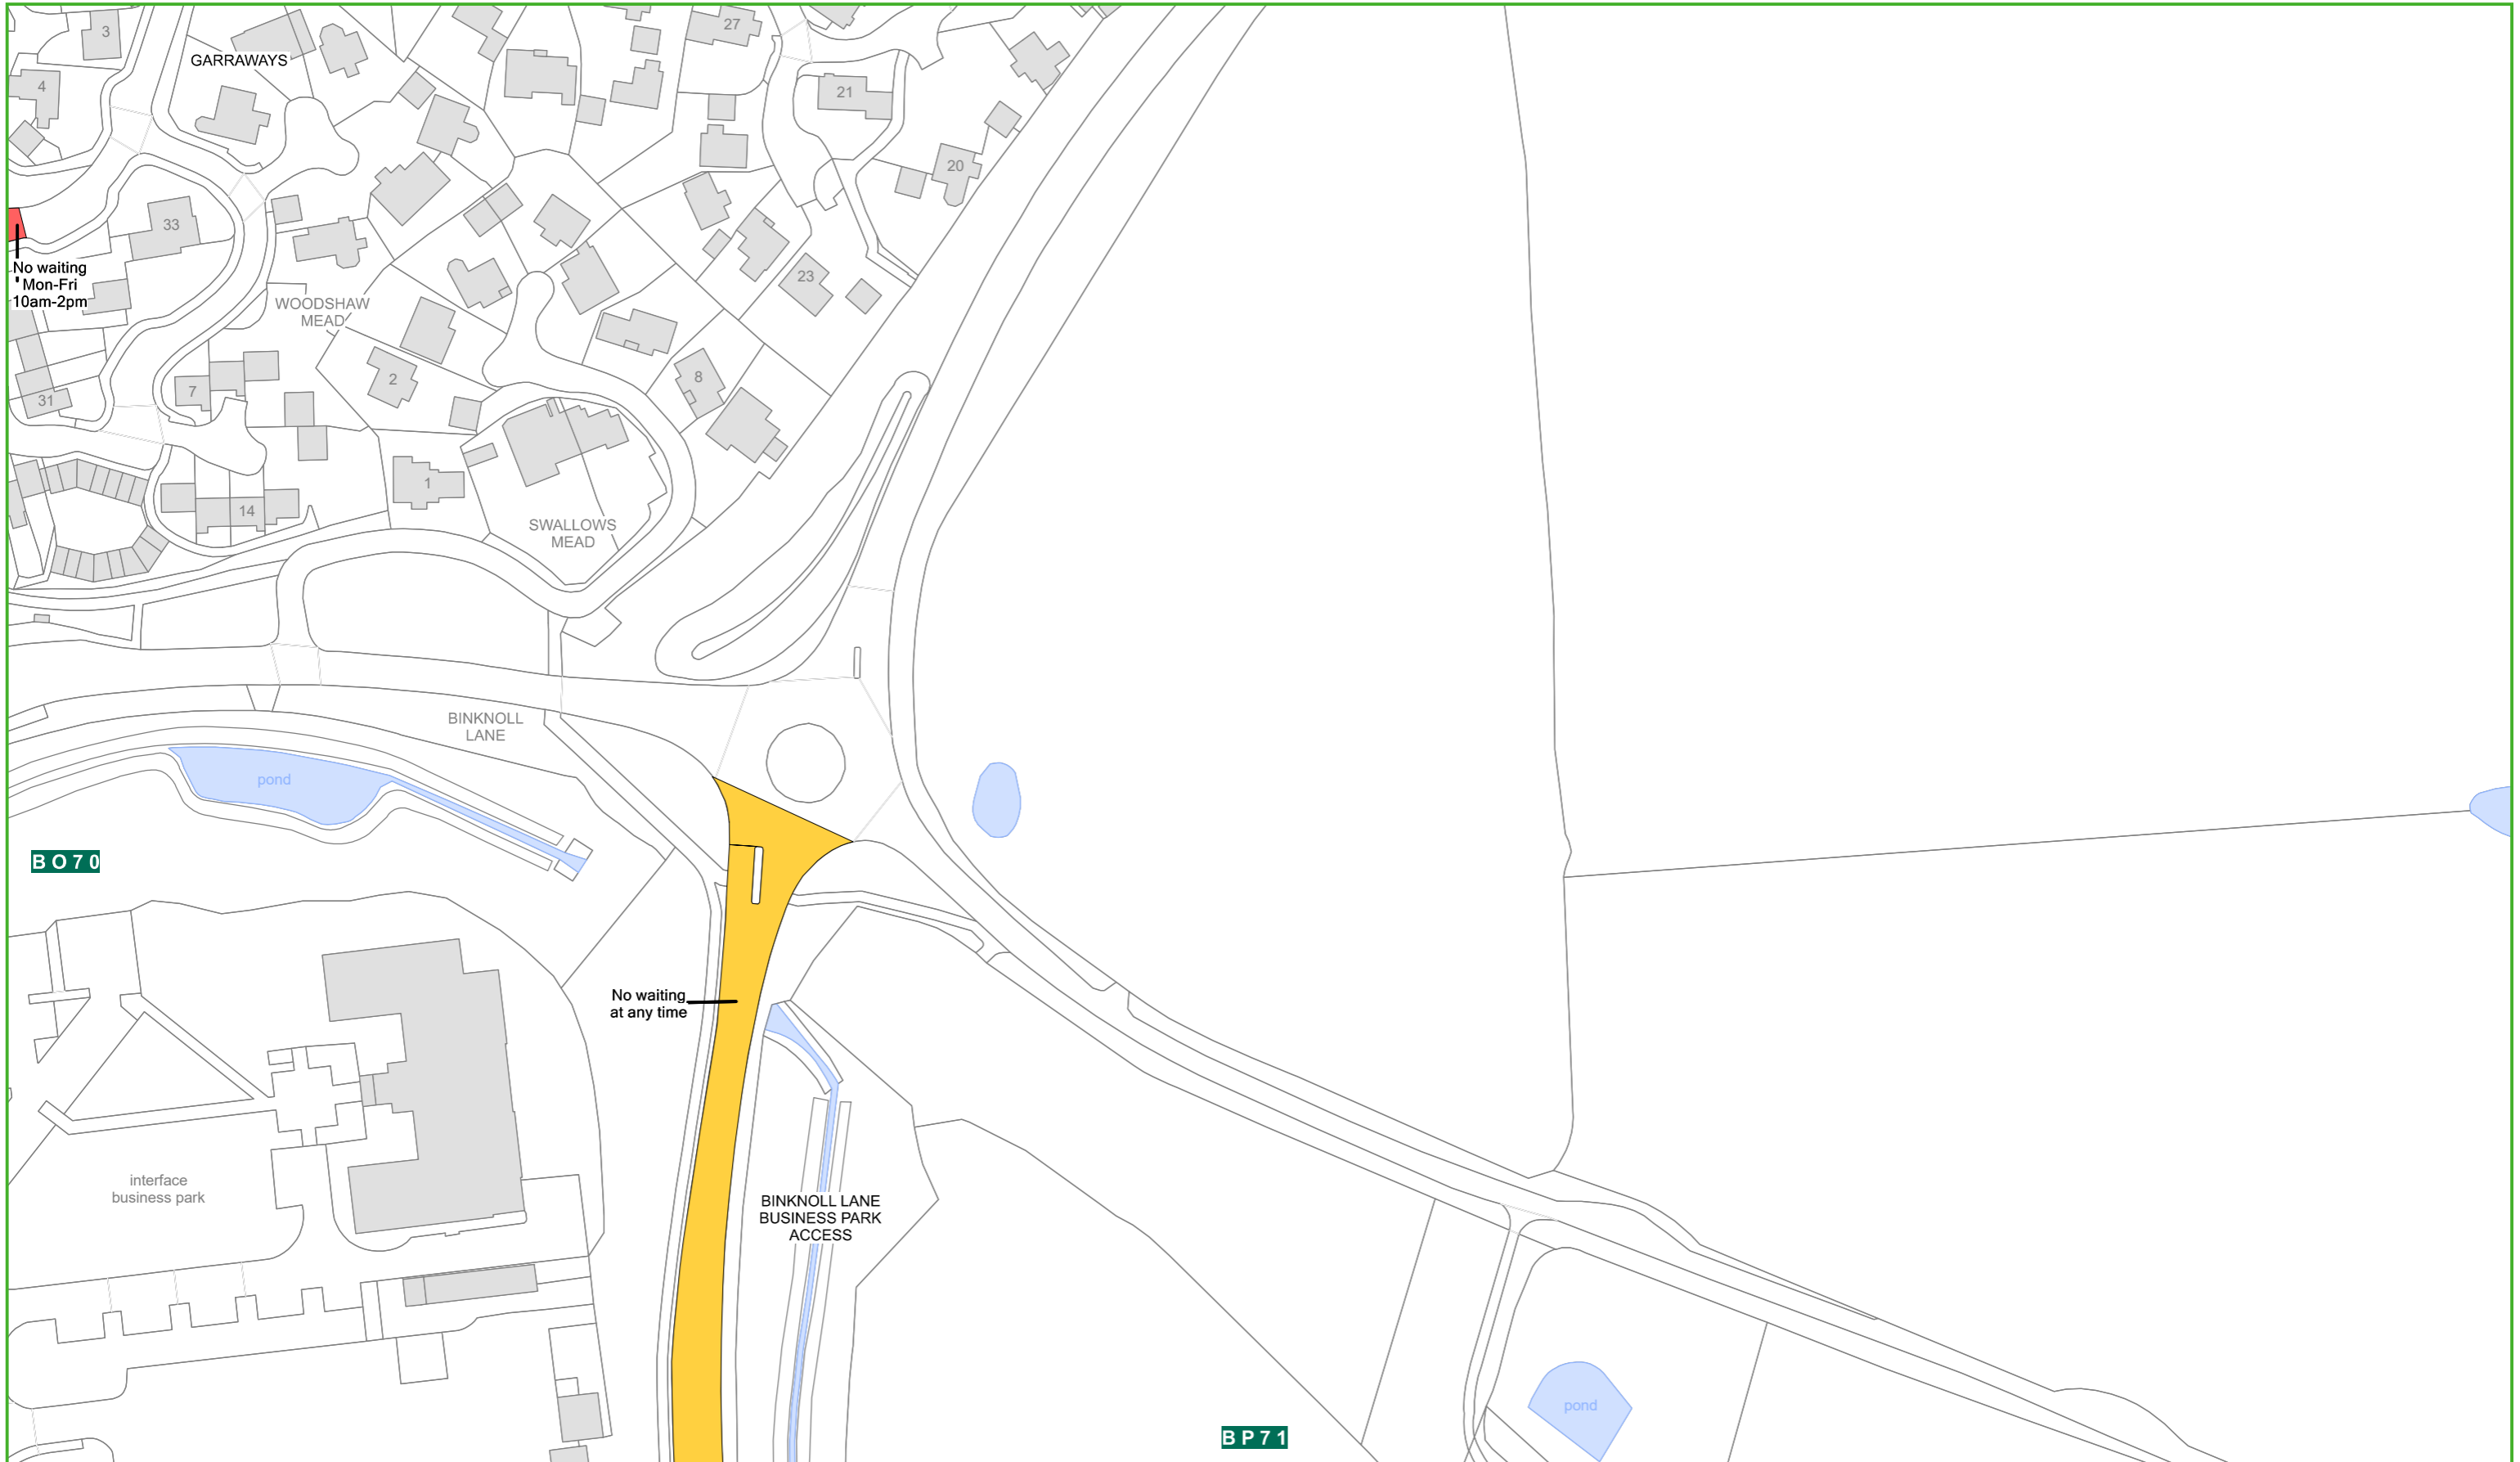 3
27
GARRAWAYS
4
21
20
33
No waiting
Mon-Fri
10am-2pm
23
WOODSHAW
MEAD
2
8
7
31
1
14
SWALLOWS
MEAD
BINKNOLL
LANE
pond
BO70
No waiting
at any time
interface
business park
BINKNOLL LANE
BUSINESS PARK
ACCESS
pond
BP71